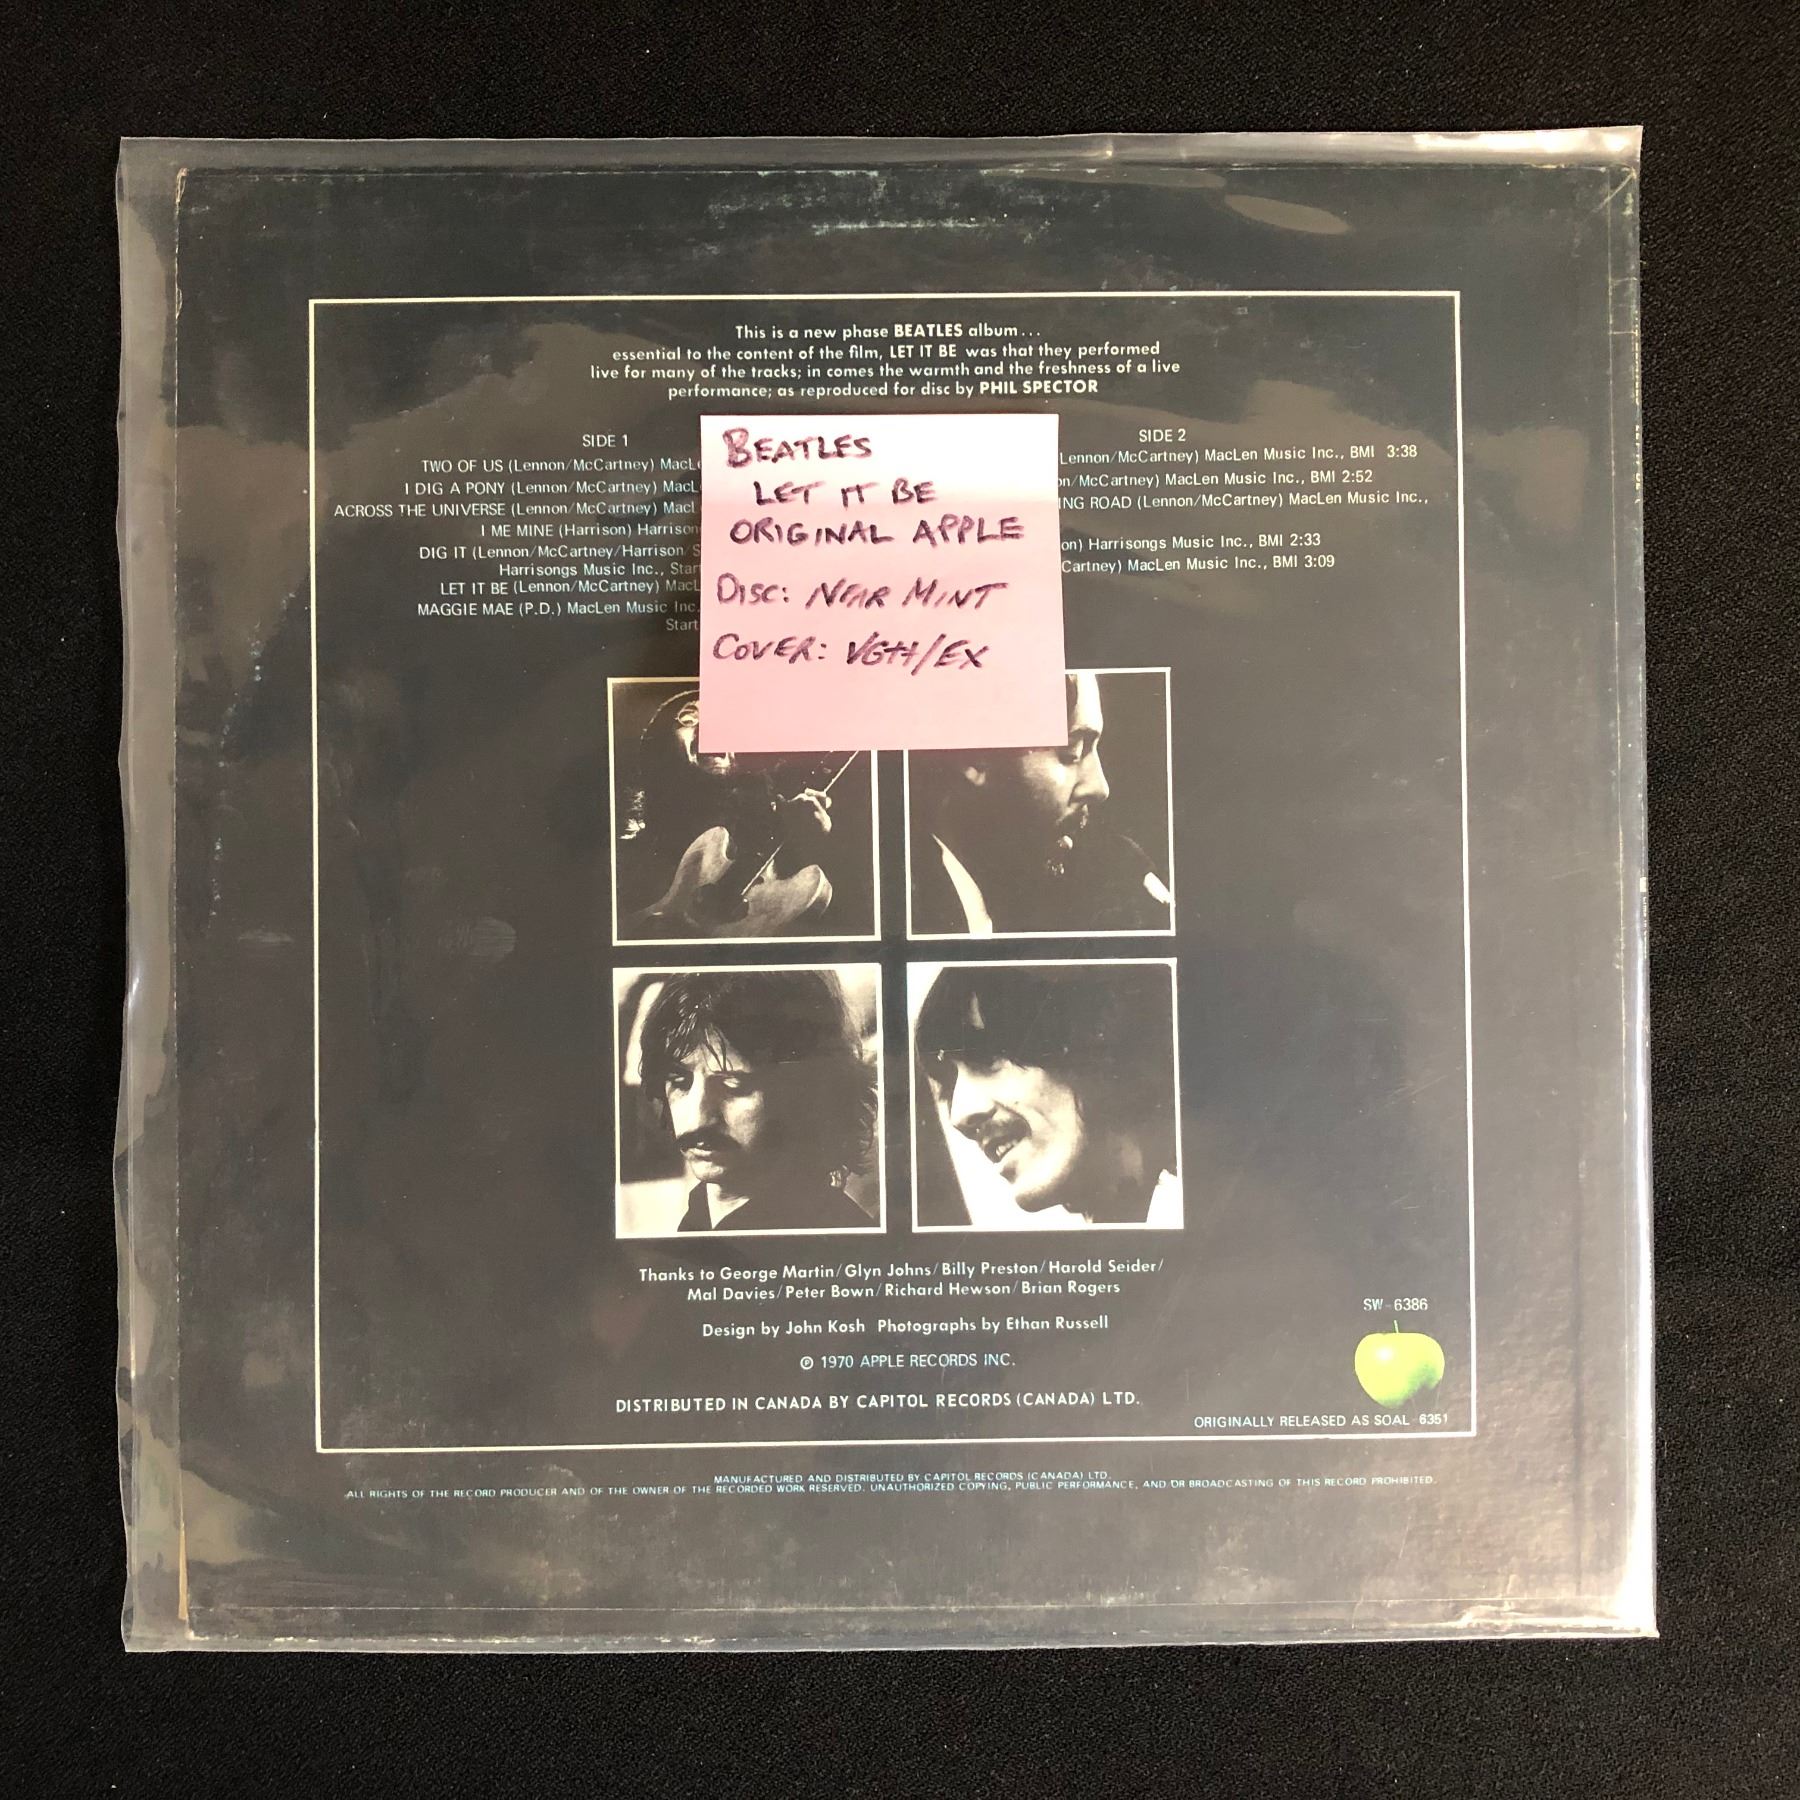 This is a new phase BEATLES album...
essential to the content of the film, LET IT BE was that they performed
live for many of the tracks; in comes the warmth and the freshness of a live
performance; as reproduced for disc by PHIL SPECTOR
SIDE 1
TWO OF US (Lennon/McCartney) MacL
I DIG A PONY (Lennon/McCartney) MacL
ACROSS THE UNIVERSE (Lennon/McCartney) Macl
I ME MINE (Harrison) Harrison
DIG IT (Lennon/McCartney/Harrison/S
Harrisongs Music Inc., Star
LET IT BE (Lennon/McCartney) MacL
MAGGIE MAE (P.D.) MacLen Music Inc.
Start
BEATLES
LET IT BE
ORIGINAL APPLE
DISC: NEAR MINT
COVER: VG++/EX
SIDE 2
Lennon/McCartney) MacLen Music Inc., BMI 3:38
n/McCartney) MacLen Music Inc., BMI 2:52
ING ROAD (Lennon/McCartney) MacLen Music Inc.,
on) Harrisongs Music Inc., BMI 2:33
Cartney) MacLen Music Inc., BMI 3:09
Thanks to George Martin/Glyn Johns/Billy Preston/Harold Seider/
Mal Davies/Peter Bown/Richard Hewson/Brian Rogers
Design by John Kosh Photographs by Ethan Russell
℗ 1970 APPLE RECORDS INC.
DISTRIBUTED IN CANADA BY CAPITOL RECORDS (CANADA) LTD.
SW-6386
ORIGINALLY RELEASED AS SOAL-6351
MANUFACTURED AND DISTRIBUTED BY CAPITOL RECORDS (CANADA) LTD.
ALL RIGHTS OF THE RECORD PRODUCER AND OF THE OWNER OF THE RECORDED WORK RESERVED. UNAUTHORIZED COPYING, PUBLIC PERFORMANCE, AND OR BROADCASTING OF THIS RECORD PROHIBITED.